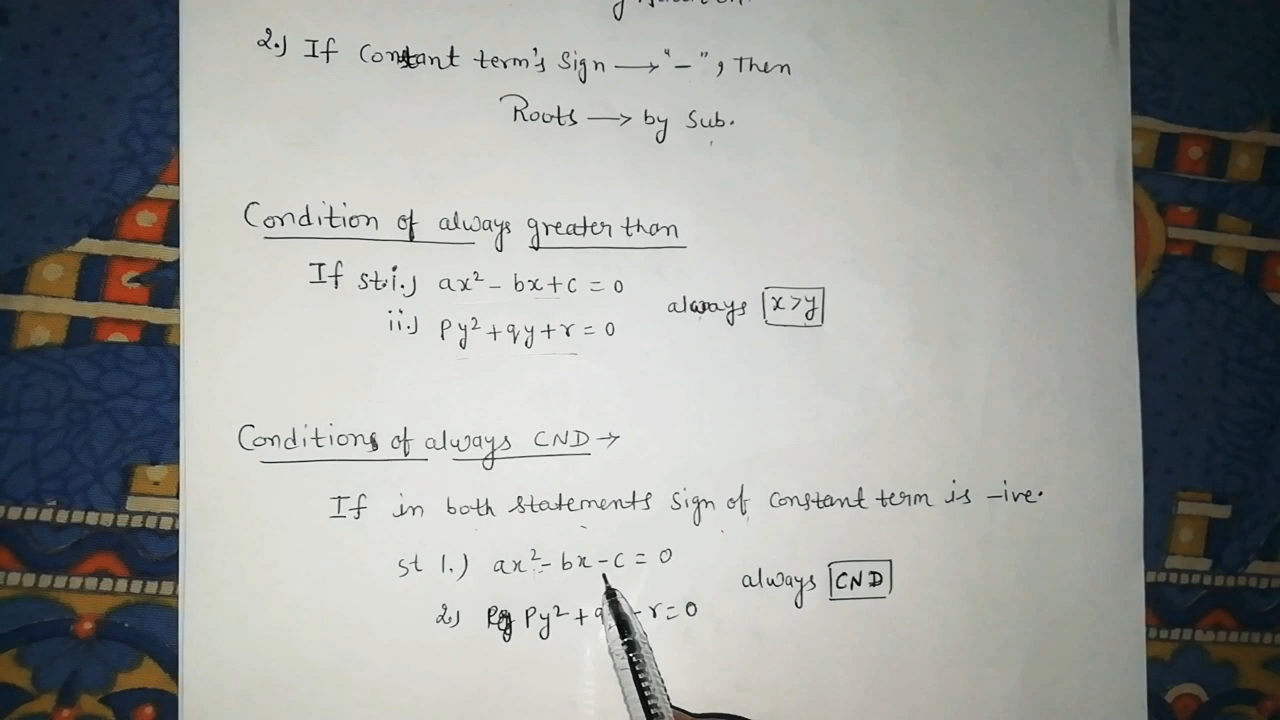 2.) If Constant term's Sign → "–", Then
Roots → by Sub.
Condition of always greater than
If st.i.) ax² – bx + c = 0
always x>y
ii.) py² + qy + r = 0
Conditions of always CND →
If in both statements Sign of Constant term is –ive.
st 1.) ax² – bx – c = 0
always CND
2.) Py² + q – r = 0